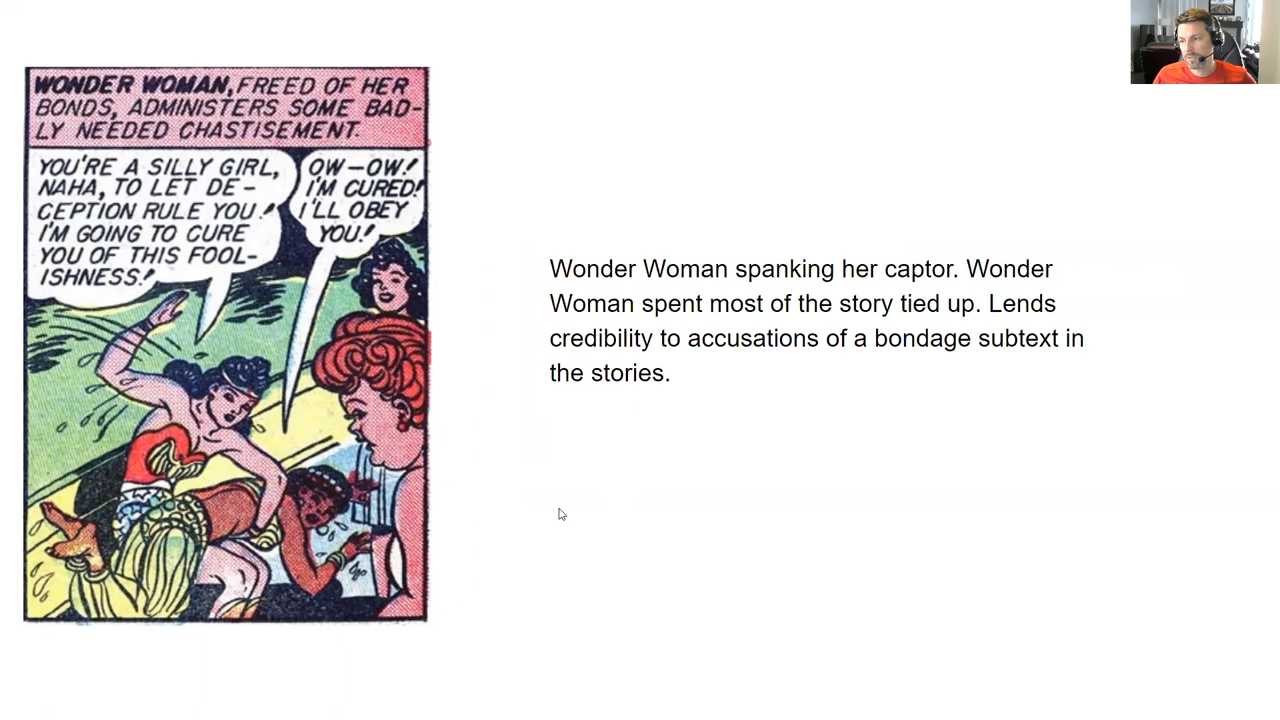 WONDER WOMAN, FREED OF HER
BONDS, ADMINISTERS SOME BAD-
LY NEEDED CHASTISEMENT.
YOU'RE A SILLY GIRL,
NAHA, TO LET DE-
CEPTION RULE YOU!
I'M GOING TO CURE
YOU OF THIS FOOL-
ISHNESS!
OW-OW!
I'M CURED!
I'LL OBEY
YOU!
Wonder Woman spanking her captor. Wonder
Woman spent most of the story tied up. Lends
credibility to accusations of a bondage subtext in
the stories.